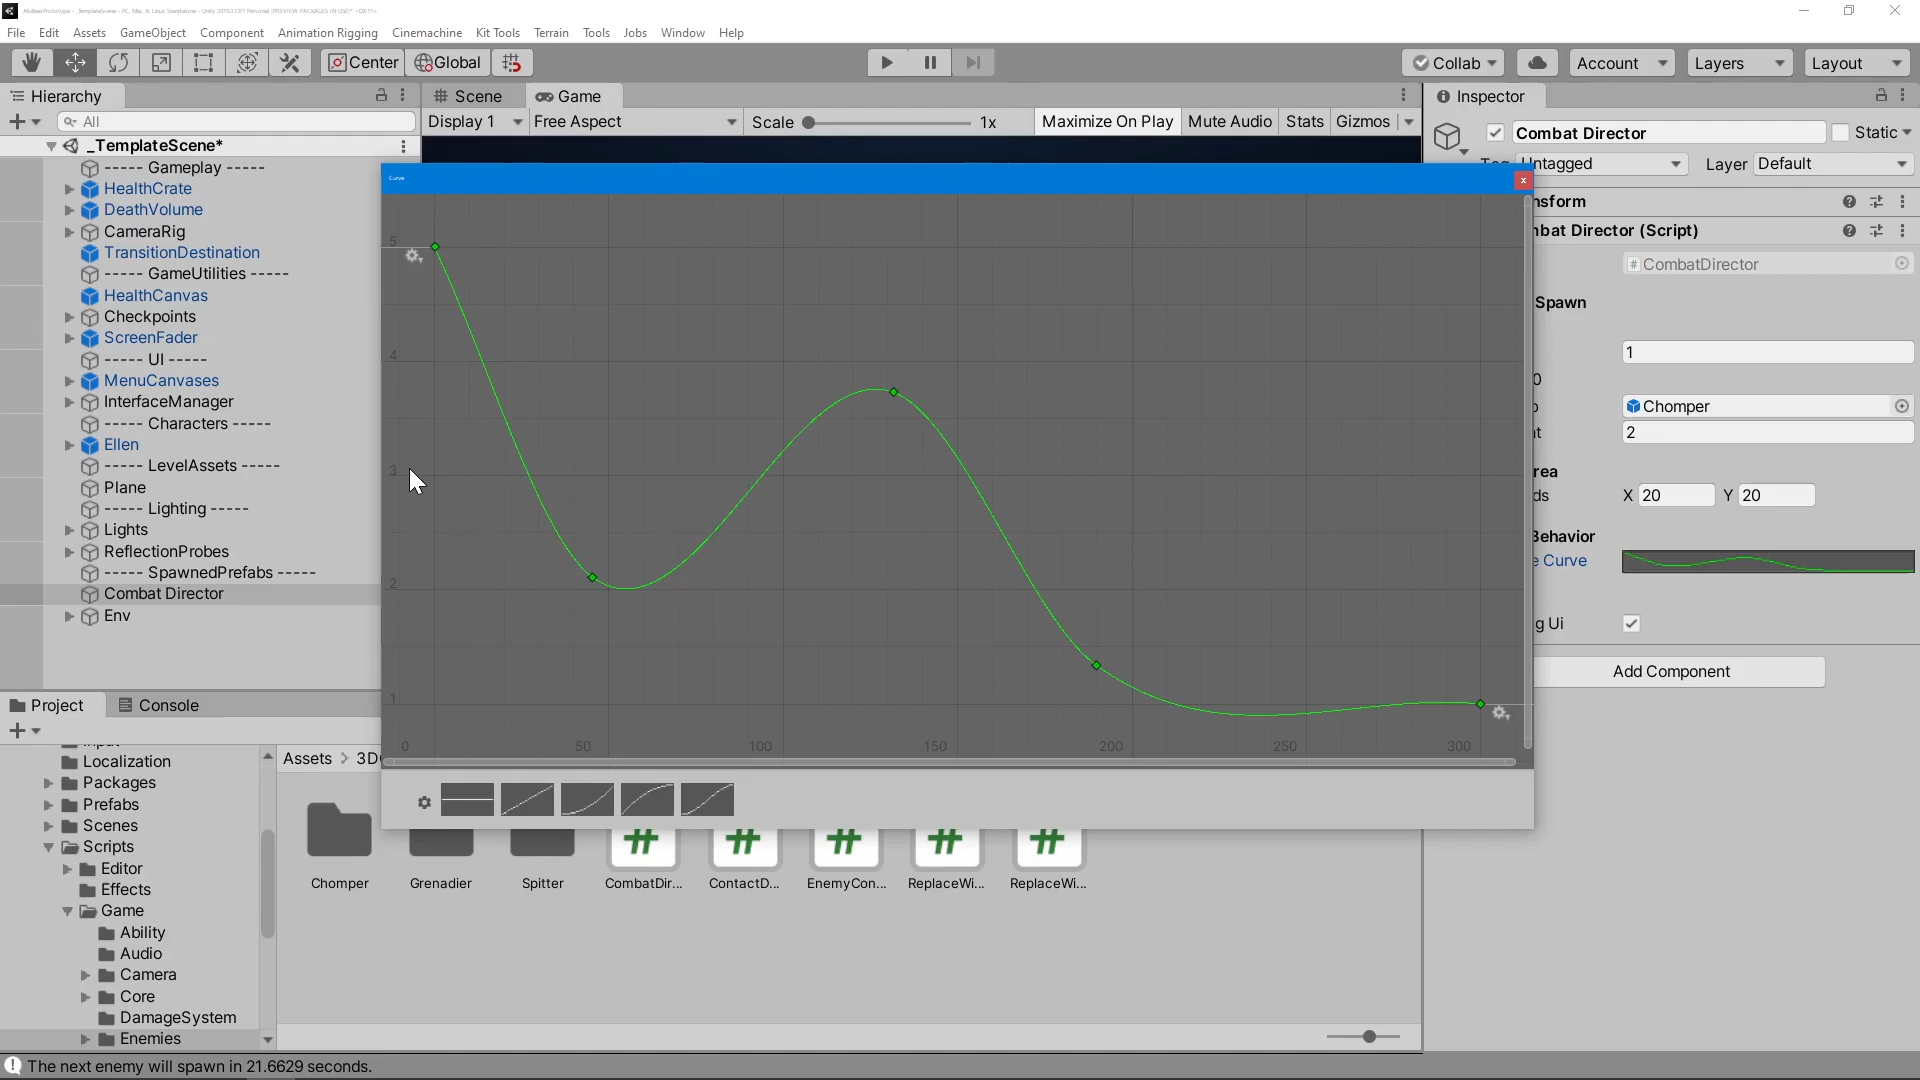 File Edit Assets GameObject Component Animation Rigging Cinemachine Kit Tools Terrain Tools Jobs Window Help
Center Global Collab Account Layers Layout
Hierarchy
All
_TemplateScene*
----- Gameplay -----
HealthCrate
DeathVolume
CameraRig
TransitionDestination
----- GameUtilities -----
HealthCanvas
Checkpoints
ScreenFader
----- UI -----
MenuCanvases
InterfaceManager
----- Characters -----
Ellen
----- LevelAssets -----
Plane
----- Lighting -----
Lights
ReflectionProbes
----- SpawnedPrefabs -----
Combat Director
Env
Scene Game
Display 1 Free Aspect Scale 1x Maximize On Play Mute Audio Stats Gizmos
Curve
5
4
3
2
1
0 50 100 150 200 250 300
Inspector
Combat Director Static
Untagged Layer Default
nsform
nbat Director (Script)
# CombatDirector
Spawn
1
0
Chomper
2
rea
ds X 20 Y 20
Behavior
e Curve
g Ui
Add Component
Project Console
Localization
Packages
Prefabs
Scenes
Scripts
Editor
Effects
Game
Ability
Audio
Camera
Core
DamageSystem
Enemies
Assets > 3D
# # # # #
Chomper Grenadier Spitter CombatDir... ContactD... EnemyCon... ReplaceWi... ReplaceWi...
The next enemy will spawn in 21.6629 seconds.